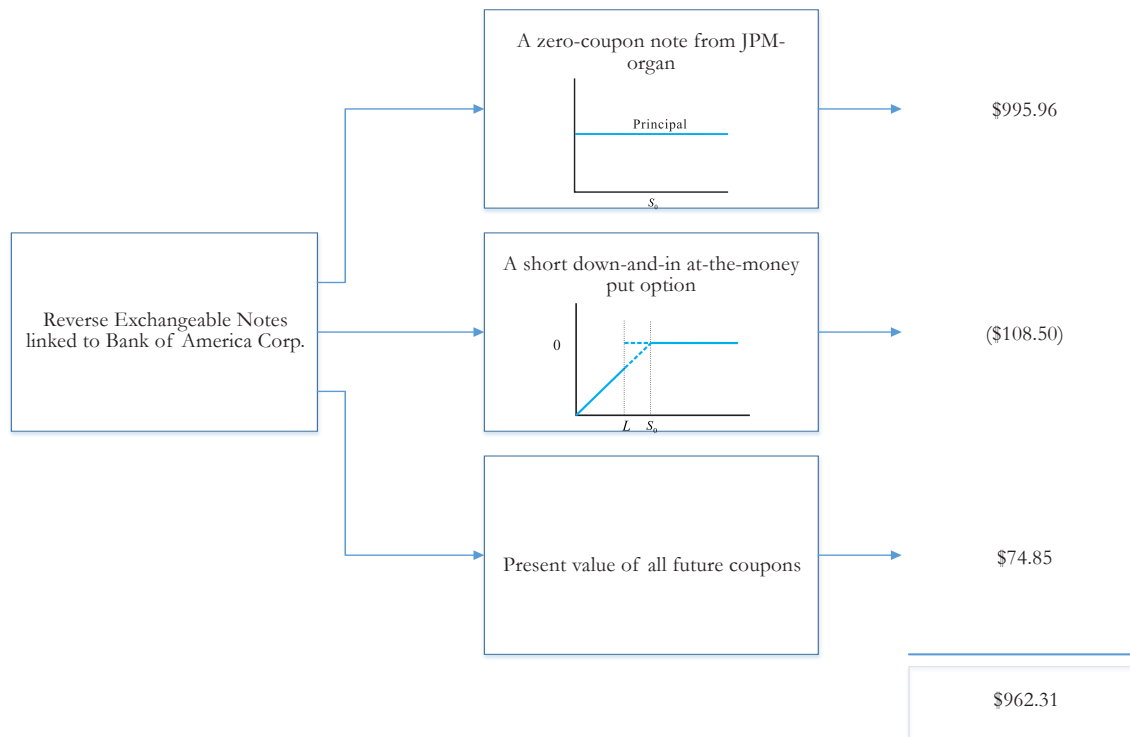 A zero-coupon note from JPM-
organ
Principal
S₀
$995.96
Reverse Exchangeable Notes
linked to Bank of America Corp.
A short down-and-in at-the-money
put option
0
L S₀
($108.50)
Present value of all future coupons
$74.85
$962.31